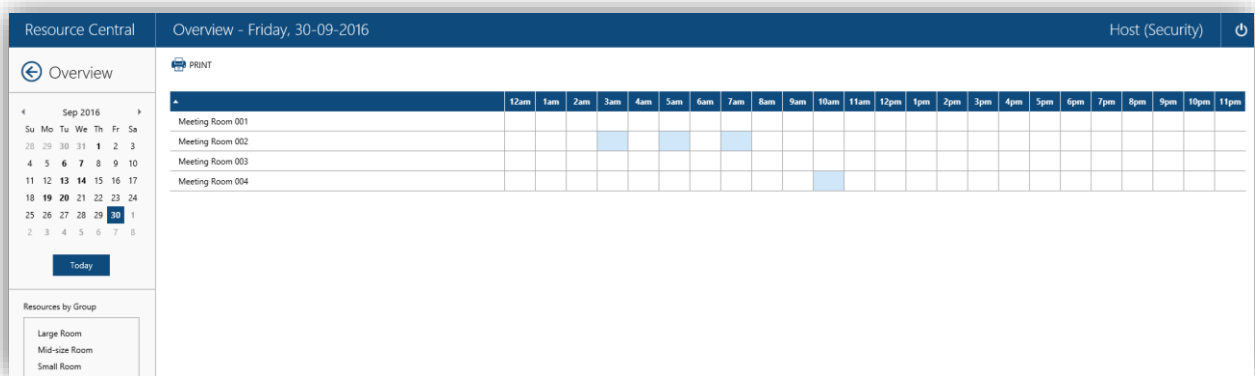 Resource Central
Overview - Friday, 30-09-2016
Host (Security)
Overview
PRINT
Sep 2016
Su Mo Tu We Th Fr Sa
28 29 30 31 1 2 3
4 5 6 7 8 9 10
11 12 13 14 15 16 17
18 19 20 21 22 23 24
25 26 27 28 29 30 1
2 3 4 5 6 7 8
Today
Resources by Group
Large Room
Mid-size Room
Small Room
12am 1am 2am 3am 4am 5am 6am 7am 8am 9am 10am 11am 12pm 1pm 2pm 3pm 4pm 5pm 6pm 7pm 8pm 9pm 10pm 11pm
Meeting Room 001
Meeting Room 002
Meeting Room 003
Meeting Room 004